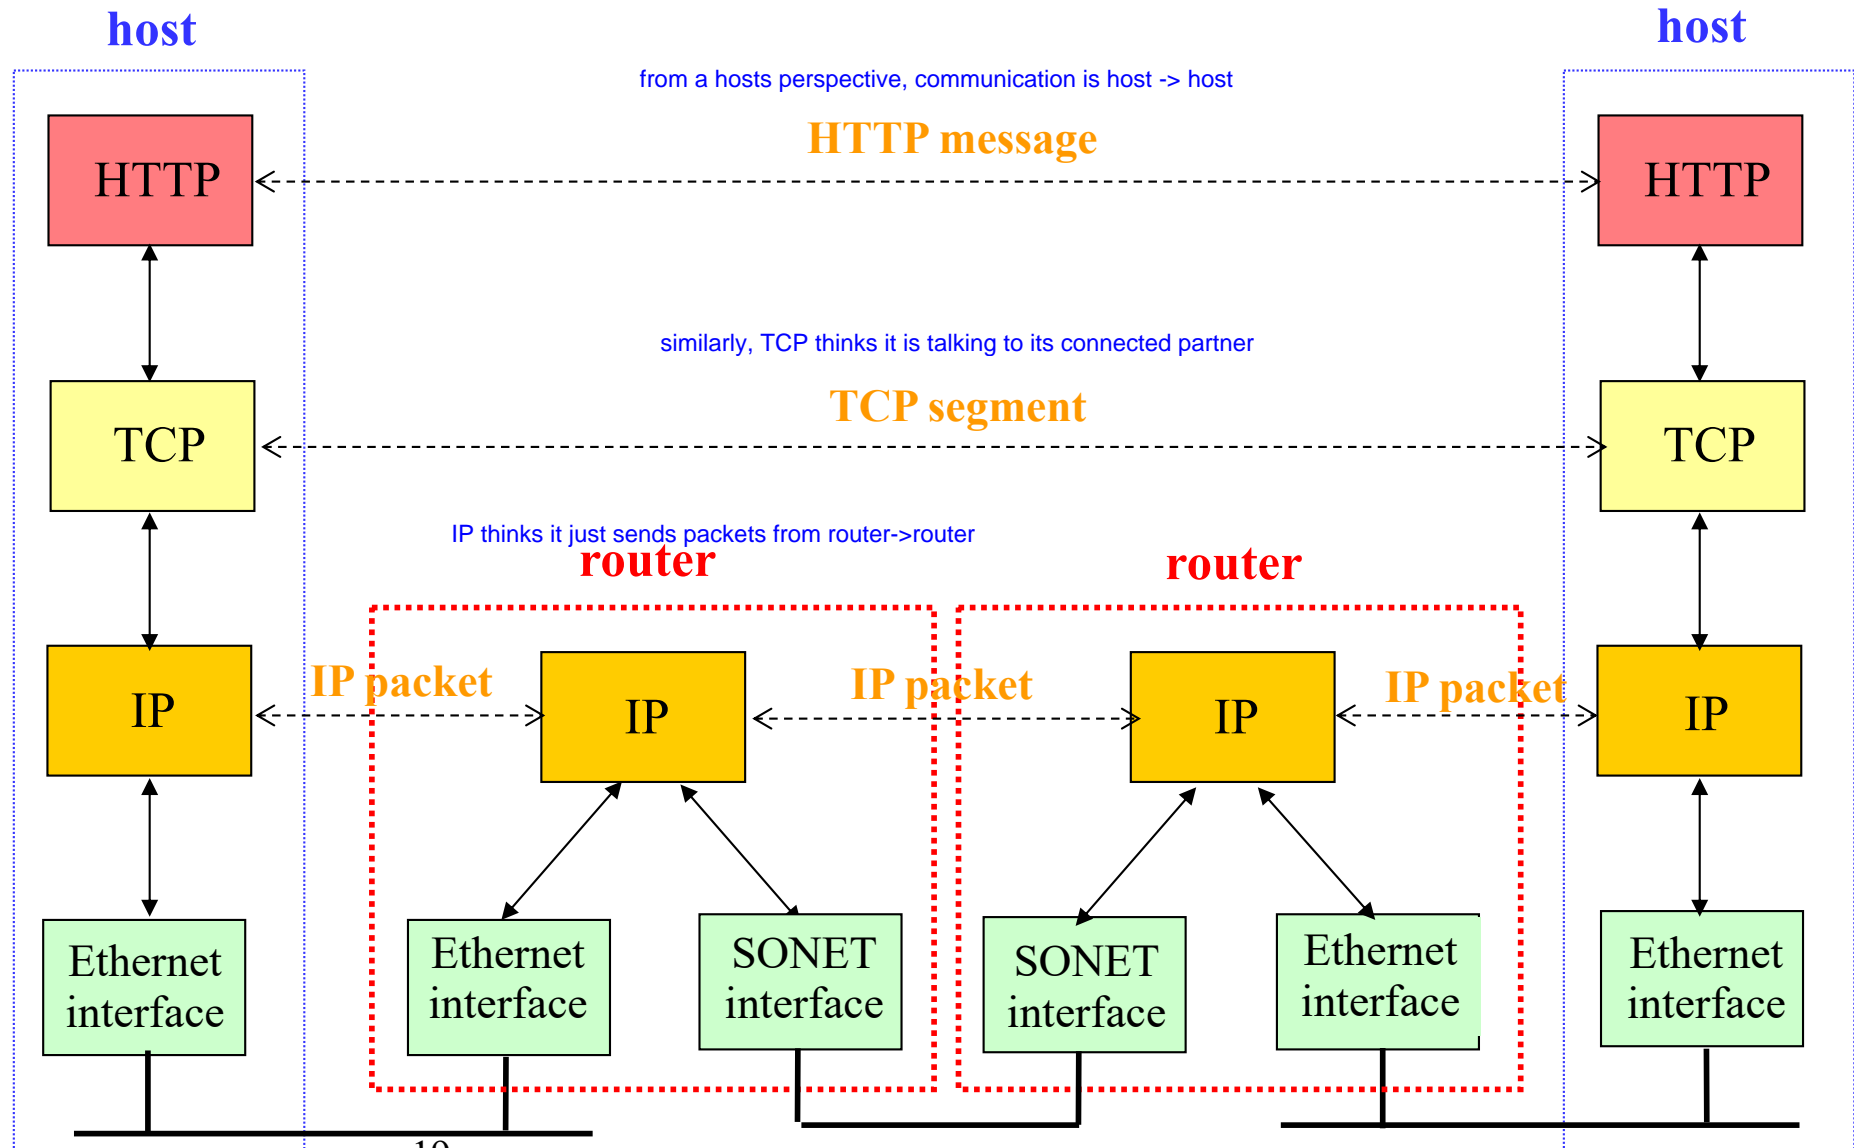 host
host
from a hosts perspective, communication is host -> host
HTTP message
HTTP
HTTP
similarly, TCP thinks it is talking to its connected partner
TCP segment
TCP
TCP
IP thinks it just sends packets from router->router
router
router
IP packet
IP packet
IP packet
IP
IP
IP
IP
Ethernet
interface
Ethernet
interface
SONET
interface
SONET
interface
Ethernet
interface
Ethernet
interface